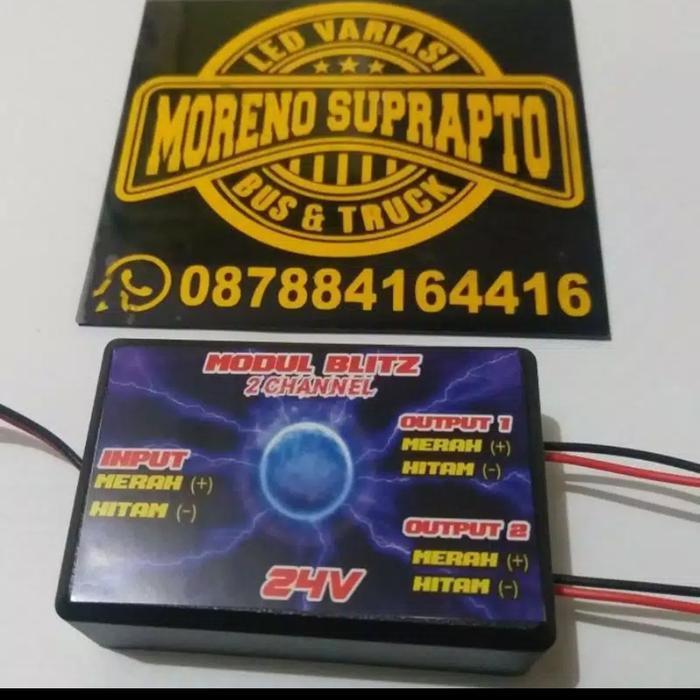 LED VARIASI
MORENO SUPRAPTO
BUS & TRUCK
087884164416
MODUL BLITZ
2 CHANNEL
INPUT
MERAH (+)
HITAM (-)
OUTPUT 1
MERAH (+)
HITAM (-)
OUTPUT 2
MERAH (+)
HITAM (-)
24V